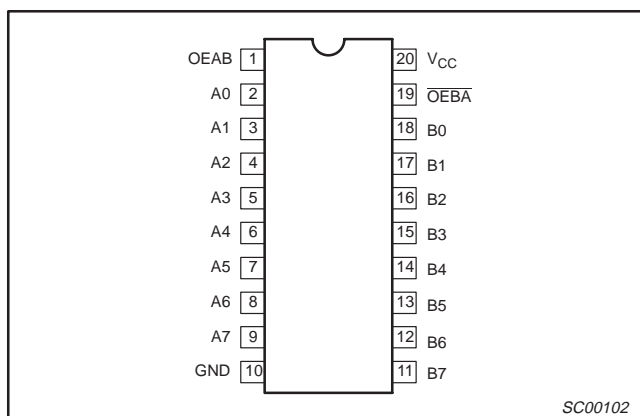 OEAB 1 20 VCC
A0 2 19 OEBA
A1 3 18 B0
A2 4 17 B1
A3 5 16 B2
A4 6 15 B3
A5 7 14 B4
A6 8 13 B5
A7 9 12 B6
GND 10 11 B7
SC00102